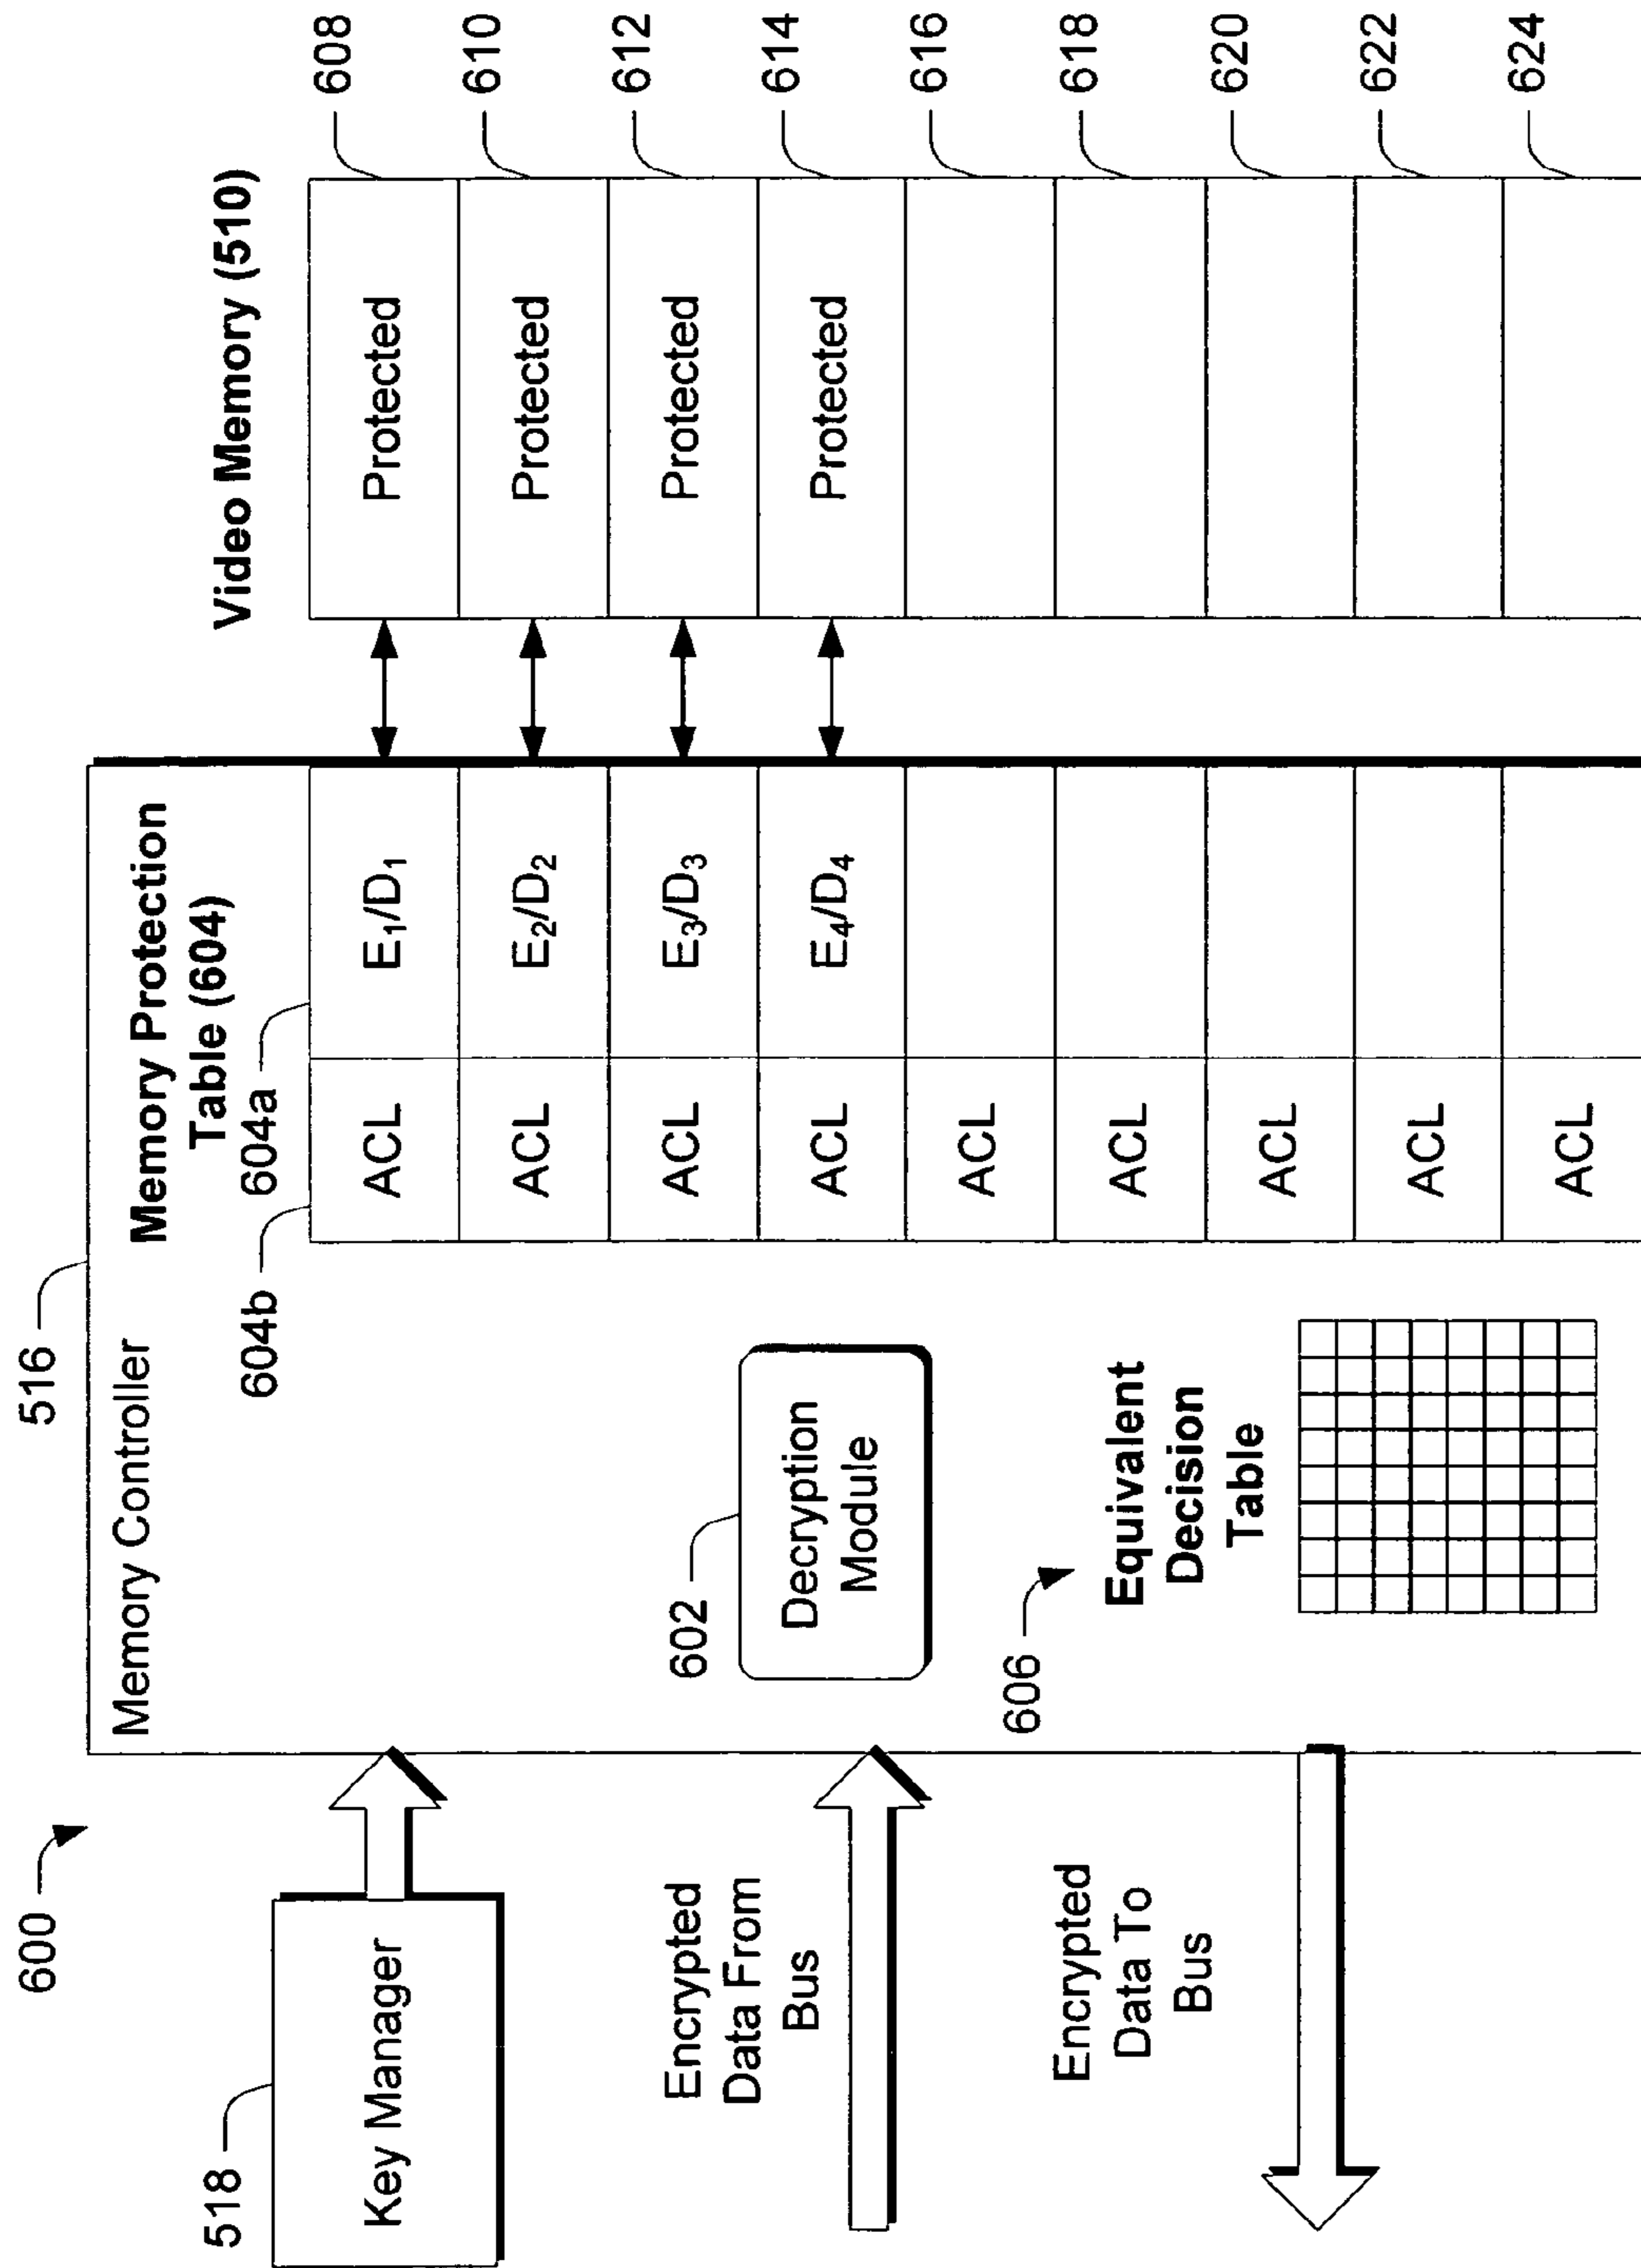 600
516
518
Key Manager
Memory Controller
Memory Protection
Table (604)
604b
604a
Video Memory (510)
ACL
E₁/D₁
Protected
608
ACL
E₂/D₂
Protected
610
ACL
E₃/D₃
Protected
612
ACL
E₄/D₄
Protected
614
ACL
616
ACL
618
ACL
620
ACL
622
ACL
624
Encrypted
Data From
Bus
602
Decryption
Module
606
Equivalent
Decision
Table
Encrypted
Data To
Bus